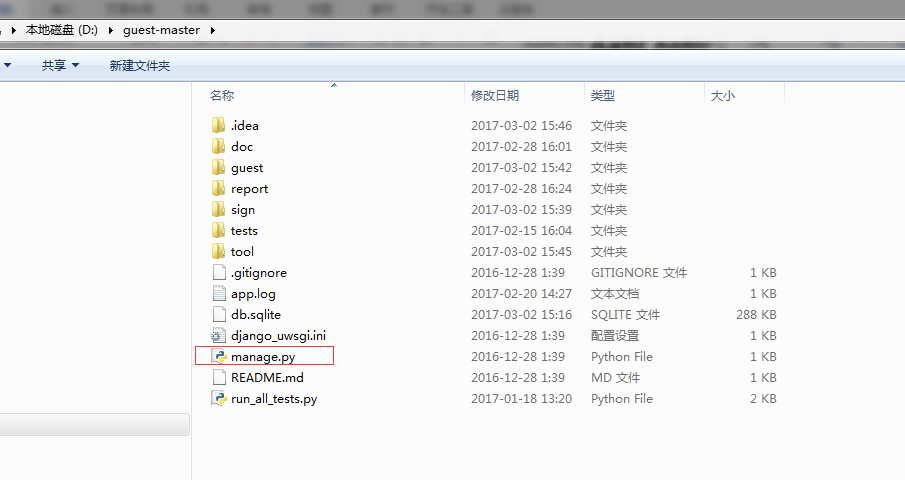 本地磁盘 (D:) guest-master
共享 新建文件夹
名称 修改日期 类型 大小
.idea 2017-03-02 15:46 文件夹
doc 2017-02-28 16:01 文件夹
guest 2017-03-02 15:42 文件夹
report 2017-02-28 16:24 文件夹
sign 2017-03-02 15:39 文件夹
tests 2017-02-15 16:04 文件夹
tool 2017-03-02 15:45 文件夹
.gitignore 2016-12-28 1:39 GITIGNORE 文件 1 KB
app.log 2017-02-20 14:27 文本文档 1 KB
db.sqlite 2017-03-02 15:16 SQLITE 文件 288 KB
django_uwsgi.ini 2016-12-28 1:39 配置设置 1 KB
manage.py 2016-12-28 1:39 Python File 1 KB
README.md 2016-12-28 1:39 MD 文件 1 KB
run_all_tests.py 2017-01-18 13:20 Python File 2 KB